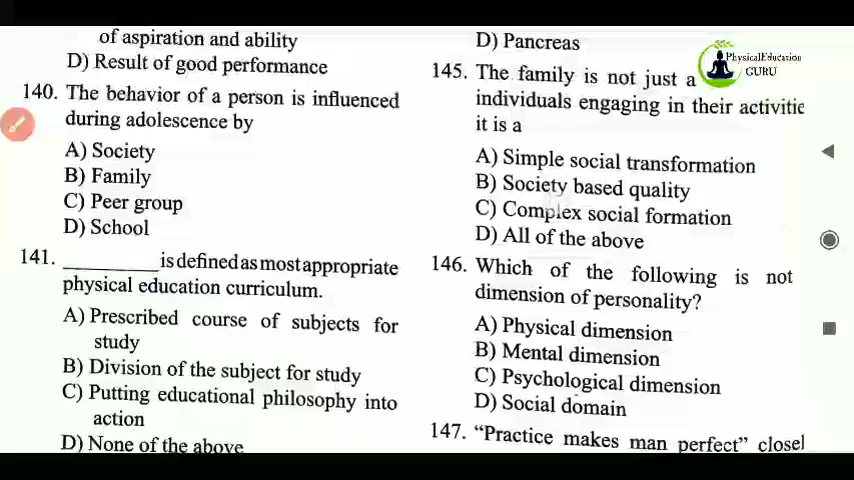 of aspiration and ability
D) Result of good performance
140. The behavior of a person is influenced
during adolescence by
A) Society
B) Family
C) Peer group
D) School
141. ________ is defined as most appropriate
physical education curriculum.
A) Prescribed course of subjects for
study
B) Division of the subject for study
C) Putting educational philosophy into
action
D) None of the above
D) Pancreas
145. The family is not just a
individuals engaging in their activitie
it is a
A) Simple social transformation
B) Society based quality
C) Complex social formation
D) All of the above
146. Which of the following is not
dimension of personality?
A) Physical dimension
B) Mental dimension
C) Psychological dimension
D) Social domain
147. “Practice makes man perfect” closel
PhysicalEducation
GURU